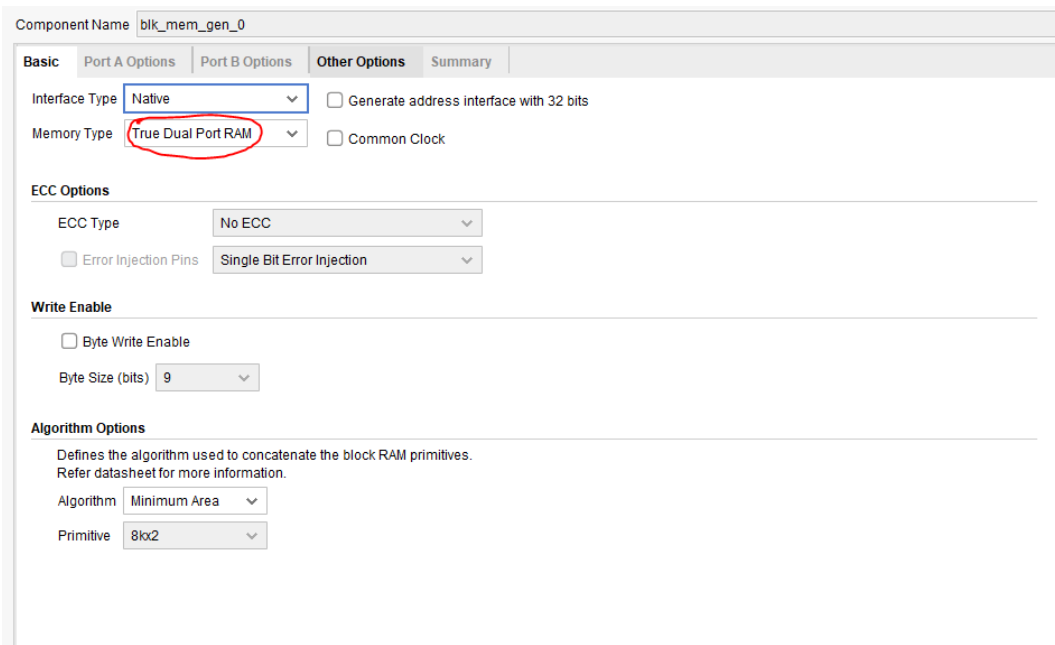 Component Name blk_mem_gen_0
Basic Port A Options Port B Options Other Options Summary
Interface Type Native Generate address interface with 32 bits
Memory Type True Dual Port RAM Common Clock
ECC Options
ECC Type No ECC
Error Injection Pins Single Bit Error Injection
Write Enable
Byte Write Enable
Byte Size (bits) 9
Algorithm Options
Defines the algorithm used to concatenate the block RAM primitives.
Refer datasheet for more information.
Algorithm Minimum Area
Primitive 8kx2